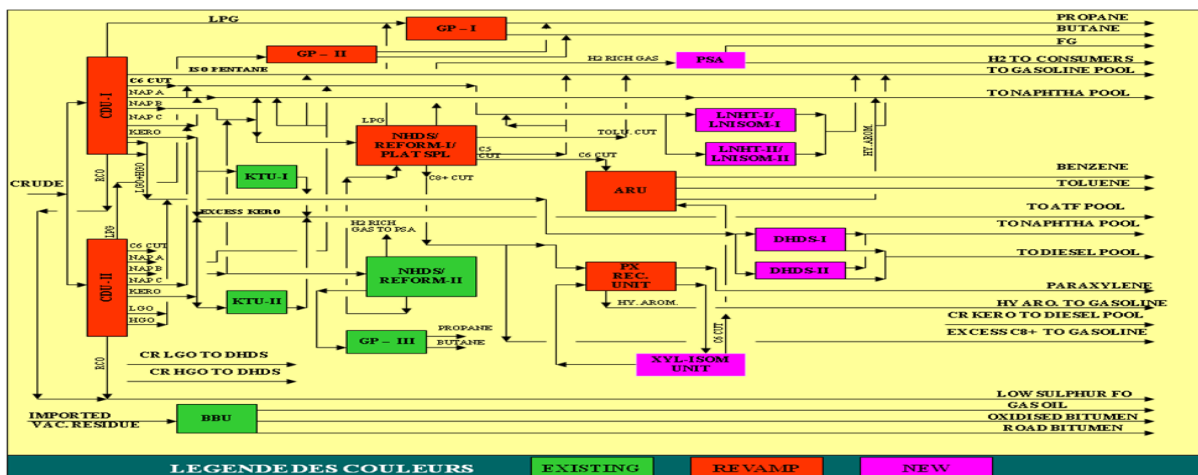 LPG
GP - I
PROPANE
BUTANE
GP - II
FG
H2 RICH GAS
PSA
H2 TO CONSUMERS
ISO PENTANE
TO GASOLINE POOL
CDU-I
C6 CUT
NAP A
NAP B
NAP C
KERO
TO NAPHTHA POOL
LPG
NHDS/
REFORM-I/
PLAT SPL
TOLU. CUT
C5
CUT
LNHT-I/
LNISOM-I
LNHT-II/
LNISOM-II
HY AROM.
C6 CUT
C8+ CUT
ARU
BENZENE
TOLUENE
CRUDE
RCO
LGO+HGO
KTU-I
EXCESS KERO
TO ATF POOL
LPG
H2 RICH
GAS TO PSA
TO NAPHTHA POOL
DHDS-I
DHDS-II
TO DIESEL POOL
CDU-II
C6 CUT
NAP A
NAP B
NAP C
KERO
LGO
HGO
NHDS/
REFORM-II
KTU-II
PX
REC.
UNIT
HY. AROM.
PARAXYLENE
HY ARO. TO GASOLINE
CR KERO TO DIESEL POOL
EXCESS C8+ TO GASOLINE
C6 CUT
GP - III
PROPANE
BUTANE
RCO
CR LGO TO DHDS
CR HGO TO DHDS
XYL-ISOM
UNIT
LOW SULPHUR FO
IMPORTED
VAC. RESIDUE
BBU
GAS OIL
OXIDISED BITUMEN
ROAD BITUMEN
LEGENDE DES COULEURS
EXISTING
REVAMP
NEW